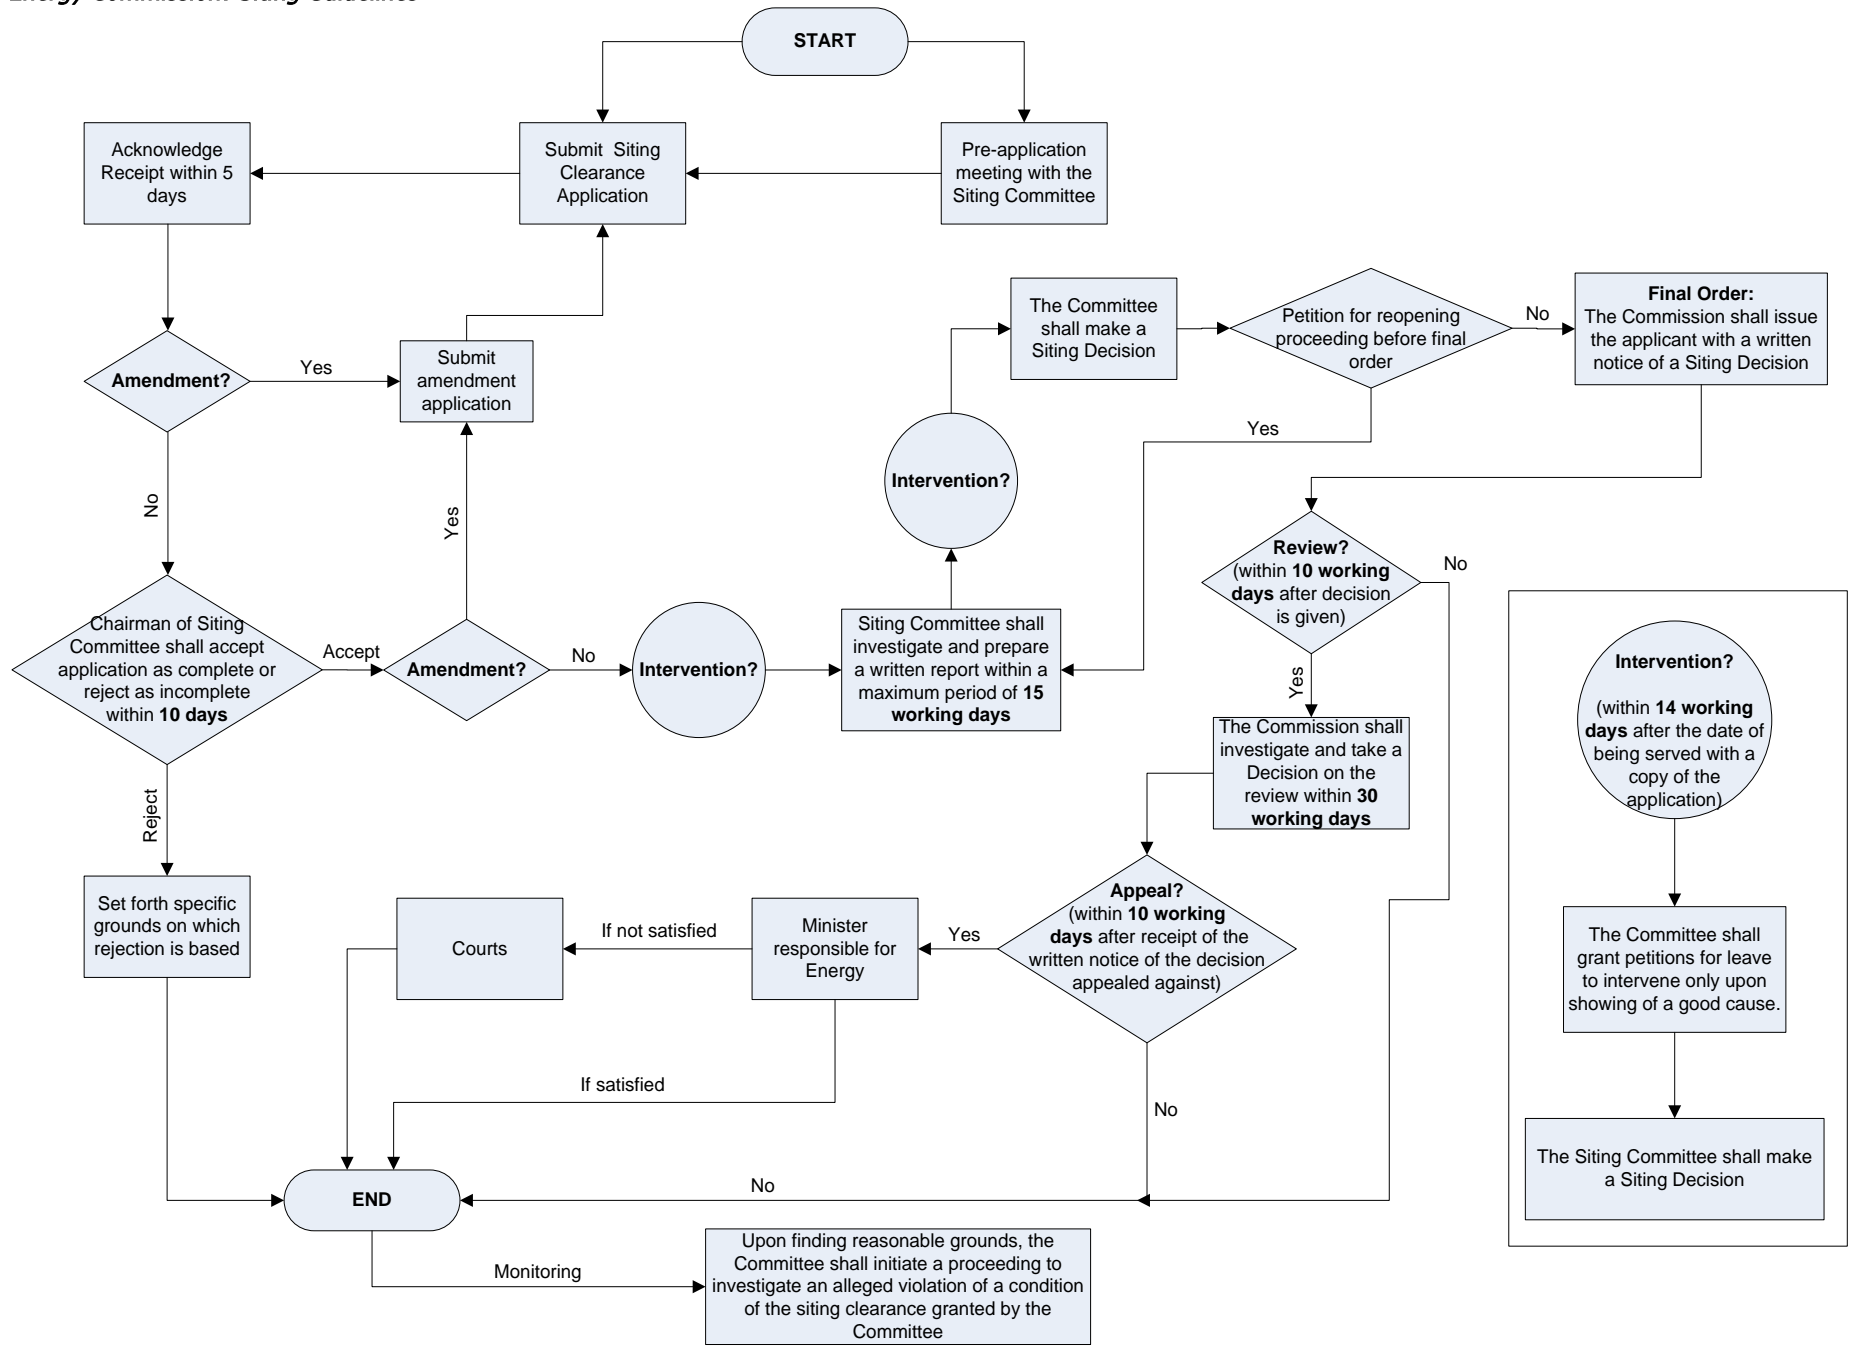 Energy Commission: Siting Guidelines
START
Acknowledge
Receipt within 5
days
Submit Siting
Clearance
Application
Pre-application
meeting with the
Siting Committee
Amendment?
Yes
Submit
amendment
application
No
Yes
The Committee
shall make a
Siting Decision
Petition for reopening
proceeding before final
order
No
Final Order:
The Commission shall issue
the applicant with a written
notice of a Siting Decision
Yes
Intervention?
Chairman of Siting
Committee shall accept
application as complete or
reject as incomplete
within 10 days
Accept
Amendment?
No
Intervention?
Siting Committee shall
investigate and prepare
a written report within a
maximum period of 15
working days
Review?
(within 10 working
days after decision
is given)
No
Yes
The Commission shall
investigate and take a
Decision on the
review within 30
working days
Reject
Set forth specific
grounds on which
rejection is based
Courts
If not satisfied
Minister
responsible for
Energy
Yes
Appeal?
(within 10 working
days after receipt of the
written notice of the decision
appealed against)
If satisfied
No
No
END
Monitoring
Upon finding reasonable grounds, the
Committee shall initiate a proceeding to
investigate an alleged violation of a condition
of the siting clearance granted by the
Committee
Intervention?
(within 14 working
days after the date of
being served with a
copy of the
application)
The Committee shall
grant petitions for leave
to intervene only upon
showing of a good cause.
The Siting Committee shall make
a Siting Decision